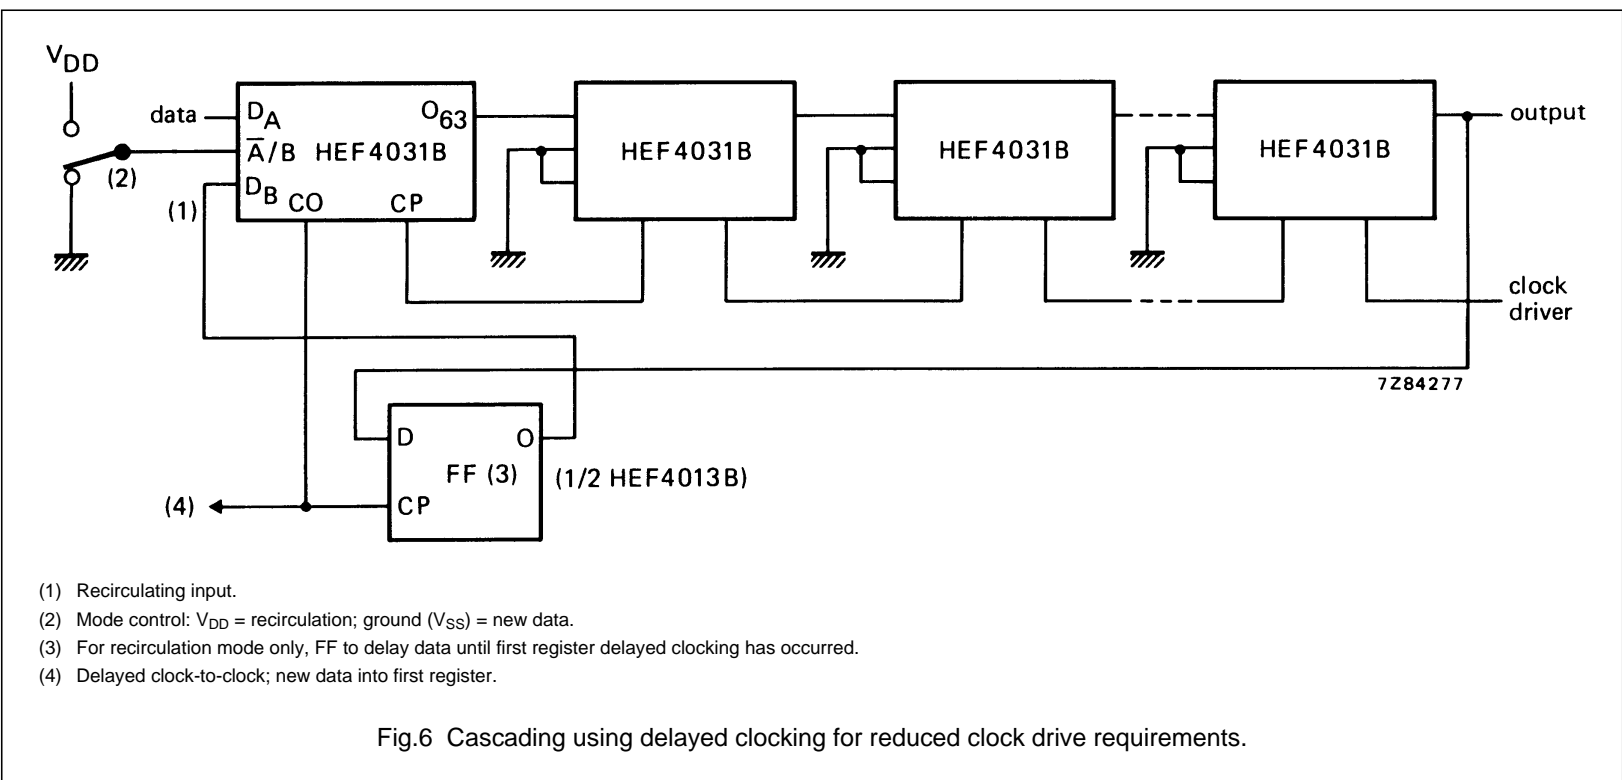 VDD
data
DA
O63
A̅/B HEF4031B
DB
CO CP
(2)
(1)
HEF4031B
HEF4031B
HEF4031B
output
clock
driver
7Z84277
D O
FF (3)
CP
(1/2 HEF4013B)
(4)
(1) Recirculating input.
(2) Mode control: VDD = recirculation; ground (VSS) = new data.
(3) For recirculation mode only, FF to delay data until first register delayed clocking has occurred.
(4) Delayed clock-to-clock; new data into first register.
Fig.6 Cascading using delayed clocking for reduced clock drive requirements.